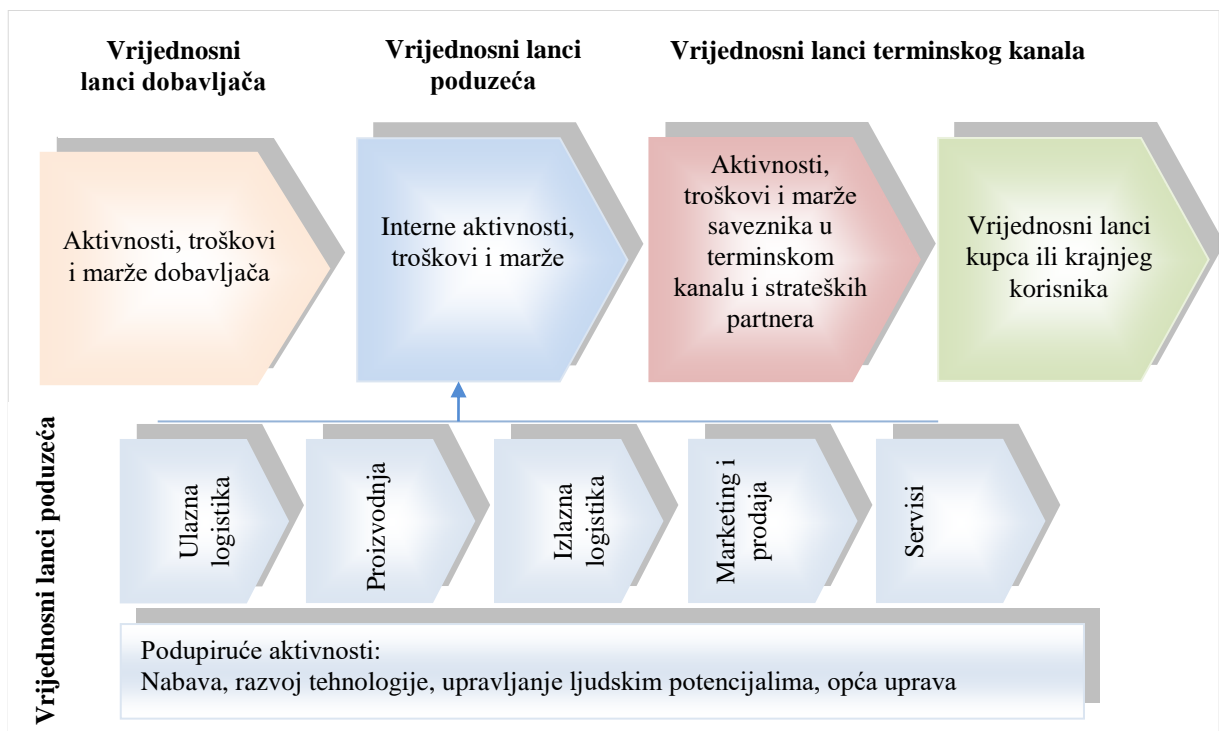 Vrijednosni
lanci dobavljača
Vrijednosni lanci
poduzeća
Vrijednosni lanci terminskog kanala
Aktivnosti, troškovi
i marže dobavljača
Interne aktivnosti,
troškovi i marže
Aktivnosti,
troškovi i marže
saveznika u
terminskom
kanalu i strateških
partnera
Vrijednosni lanci
kupca ili krajnjeg
korisnika
Vrijednosni lanci poduzeća
Ulazna
logistika
Proizvodnja
Izlazna
logistika
Marketing i
prodaja
Servisi
Podupiruće aktivnosti:
Nabava, razvoj tehnologije, upravljanje ljudskim potencijalima, opća uprava